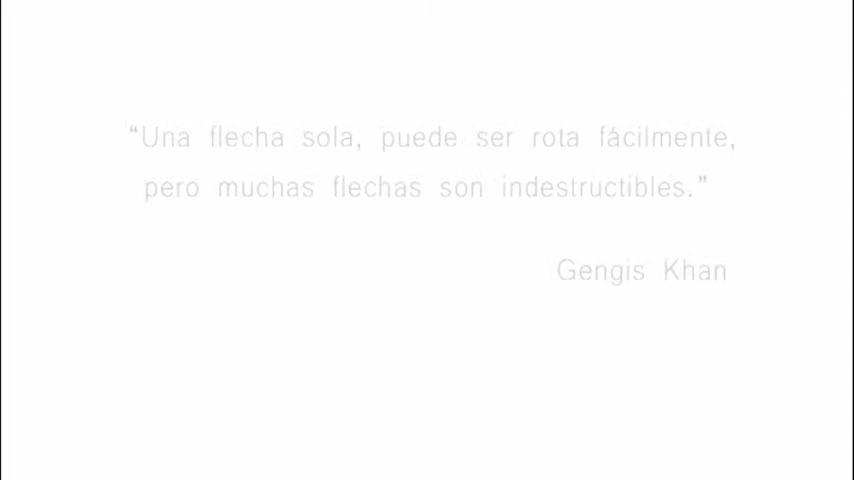 “Una flecha sola, puede ser rota fácilmente,
pero muchas flechas son indestructibles.”
Gengis Khan